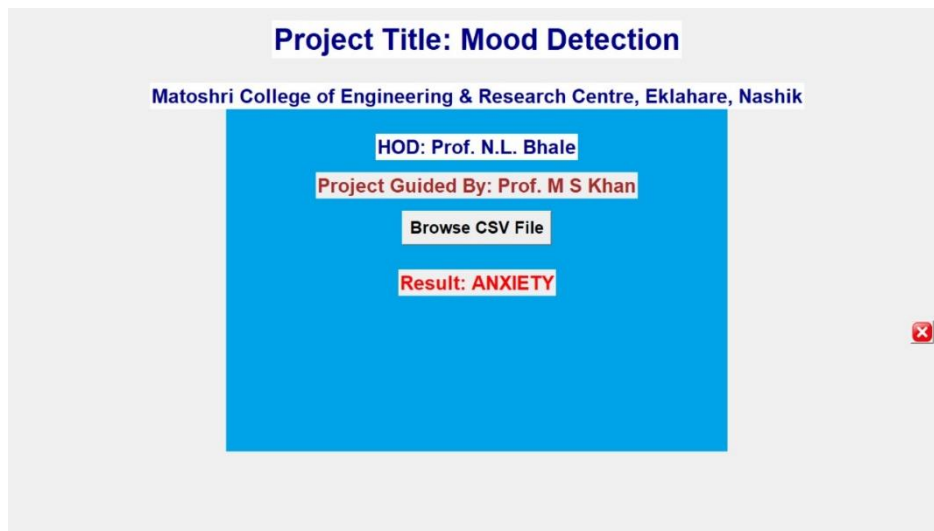 Project Title: Mood Detection
Matoshri College of Engineering & Research Centre, Eklahare, Nashik
HOD: Prof. N.L. Bhale
Project Guided By: Prof. M S Khan
Browse CSV File
Result: ANXIETY